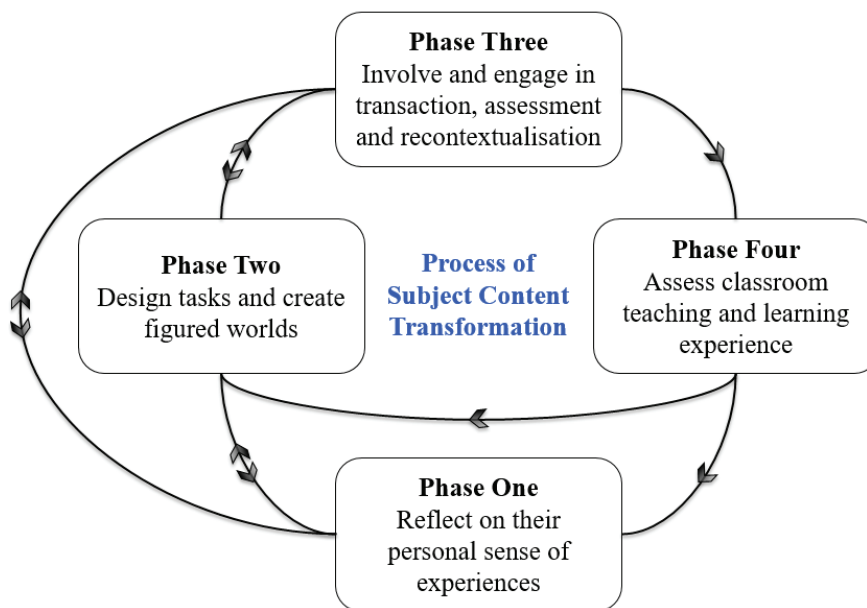 Phase Three
Involve and engage in
transaction, assessment
and recontextualisation
Phase Two
Design tasks and create
figured worlds
Process of
Subject Content
Transformation
Phase Four
Assess classroom
teaching and learning
experience
Phase One
Reflect on their
personal sense of
experiences